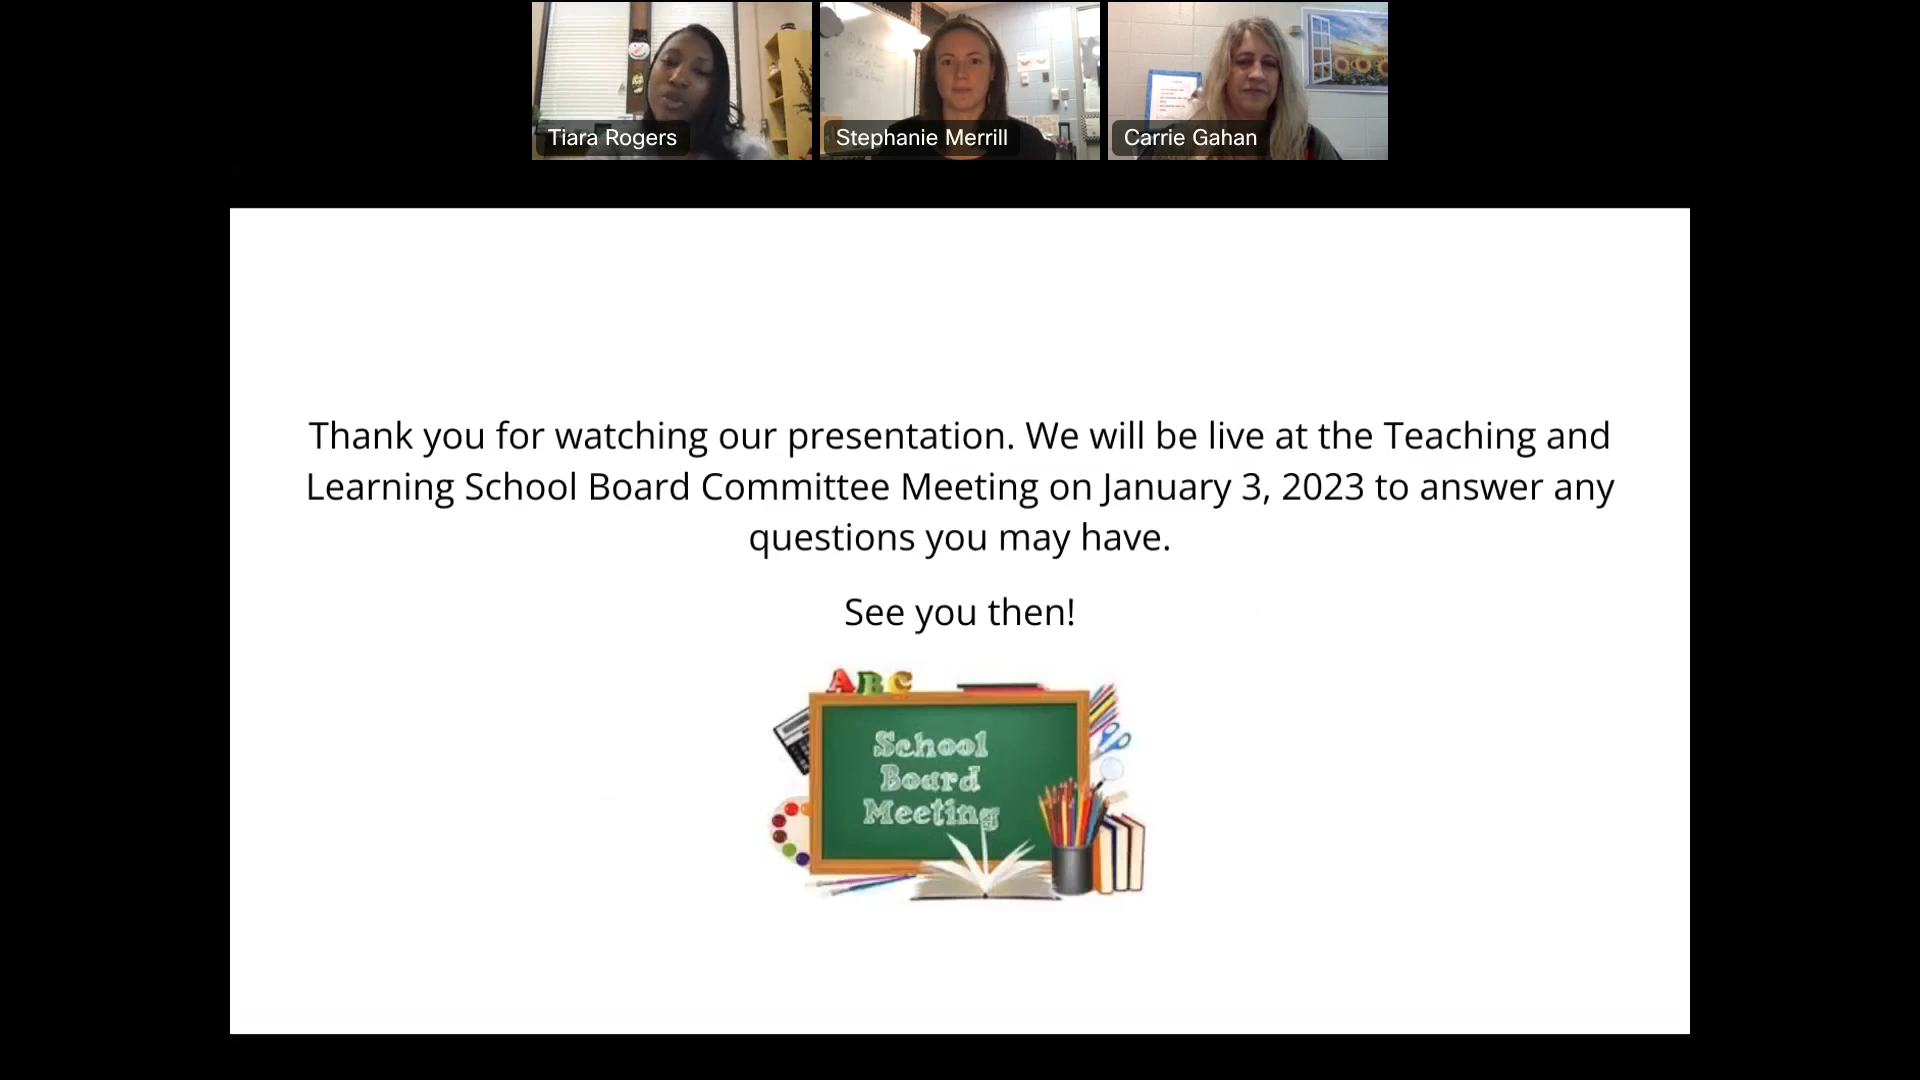 Tiara Rogers
Stephanie Merrill
Carrie Gahan
Thank you for watching our presentation. We will be live at the Teaching and
Learning School Board Committee Meeting on January 3, 2023 to answer any
questions you may have.
See you then!
ABC
School
Board
Meeting